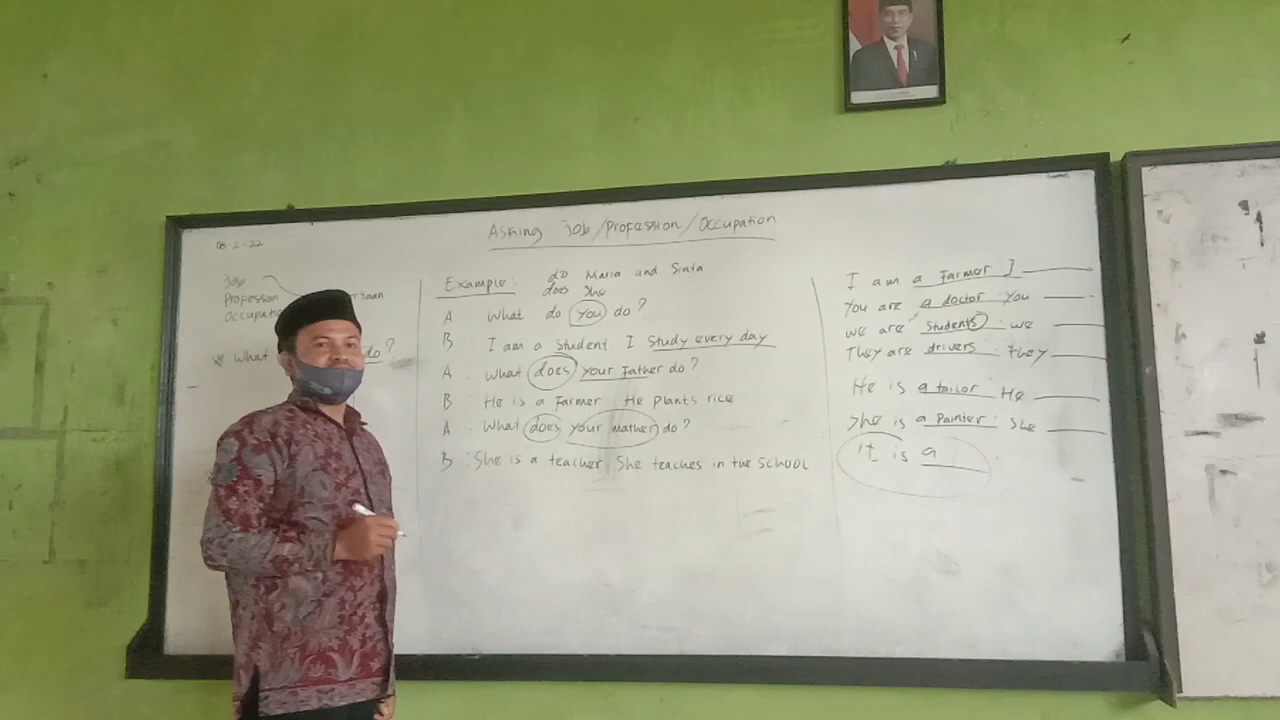 Asking Job/Profession/Occupation
08-2-22
Job
Profession
Occupatio
* What do?
Example: do Maria and Sinta
does she
A : What do you do?
B : I am a student I study every day
A : What does your Father do?
B : He is a Farmer He plants rice
A : What does your mather do?
B : She is a teacher. She teaches in the SCHOOL
I am a Farmer I
You are a doctor you
we are students we
They are drivers : they
He is a tailor He
she is a Painter she
it is a